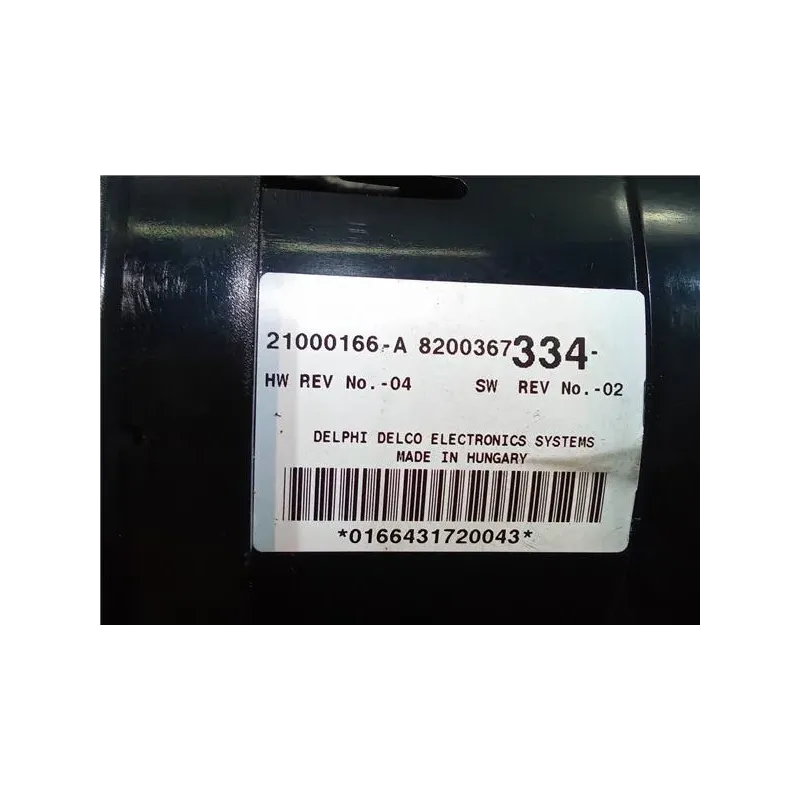 21000166-A 8200367334-
HW REV No.-04 SW REV No.-02
DELPHI DELCO ELECTRONICS SYSTEMS
MADE IN HUNGARY
*0166431720043*